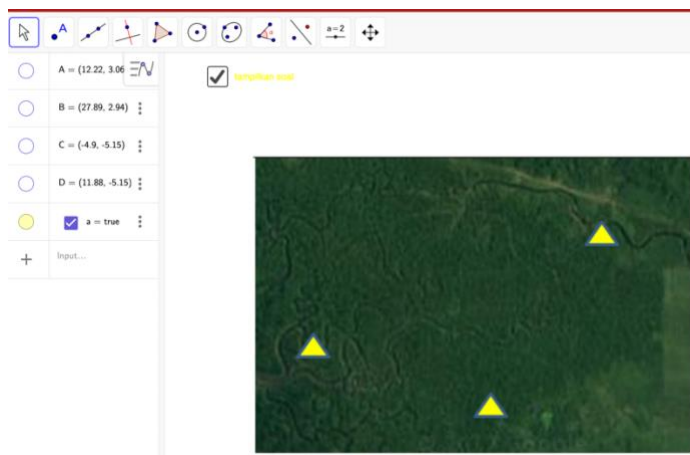 A
a=2
A = (12.22, 3.06
B = (27.89, 2.94)
C = (-4.9, -5.15)
D = (11.88, -5.15)
a = true
Input...
tampilkan soal